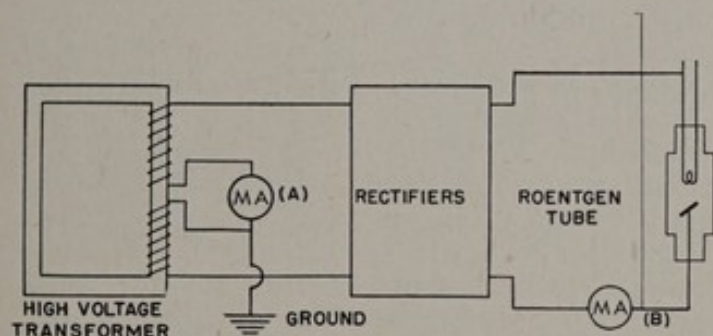 MA (A)
RECTIFIERS
ROENTGEN
TUBE
MA (B)
HIGH VOLTAGE
TRANSFORMER
GROUND